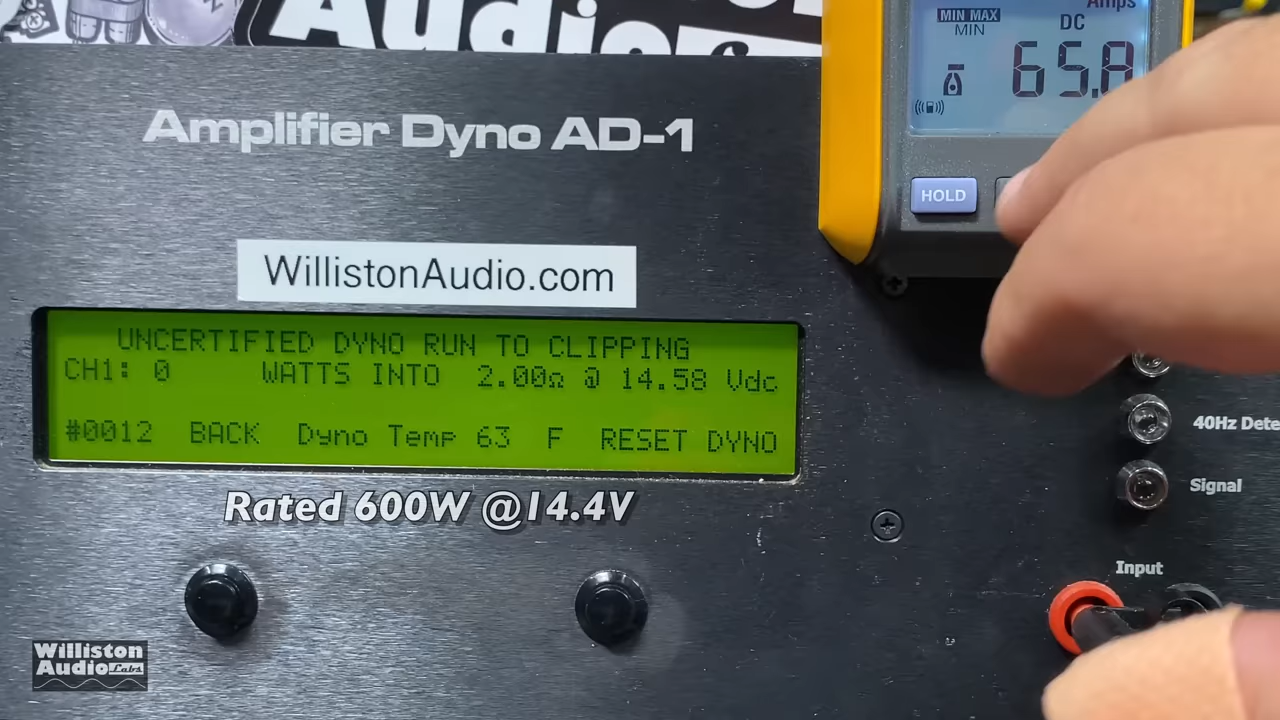 Audio
Amps
MIN MAX
MIN
DC
65.8
HOLD
Amplifier Dyno AD-1
WillistonAudio.com
UNCERTIFIED DYNO RUN TO CLIPPING
CH1: 0 WATTS INTO 2.00Ω @ 14.58 Vdc
#0012 BACK Dyno Temp 63 F RESET DYNO
Rated 600W @14.4V
40Hz Dete
Signal
Input
Williston
Audio Labs